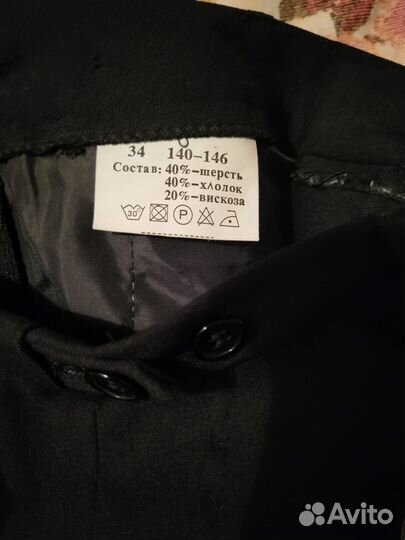 34 140-146
Состав: 40%-шерсть
40%-хлопок
20%-вискоза
30 P
Avito